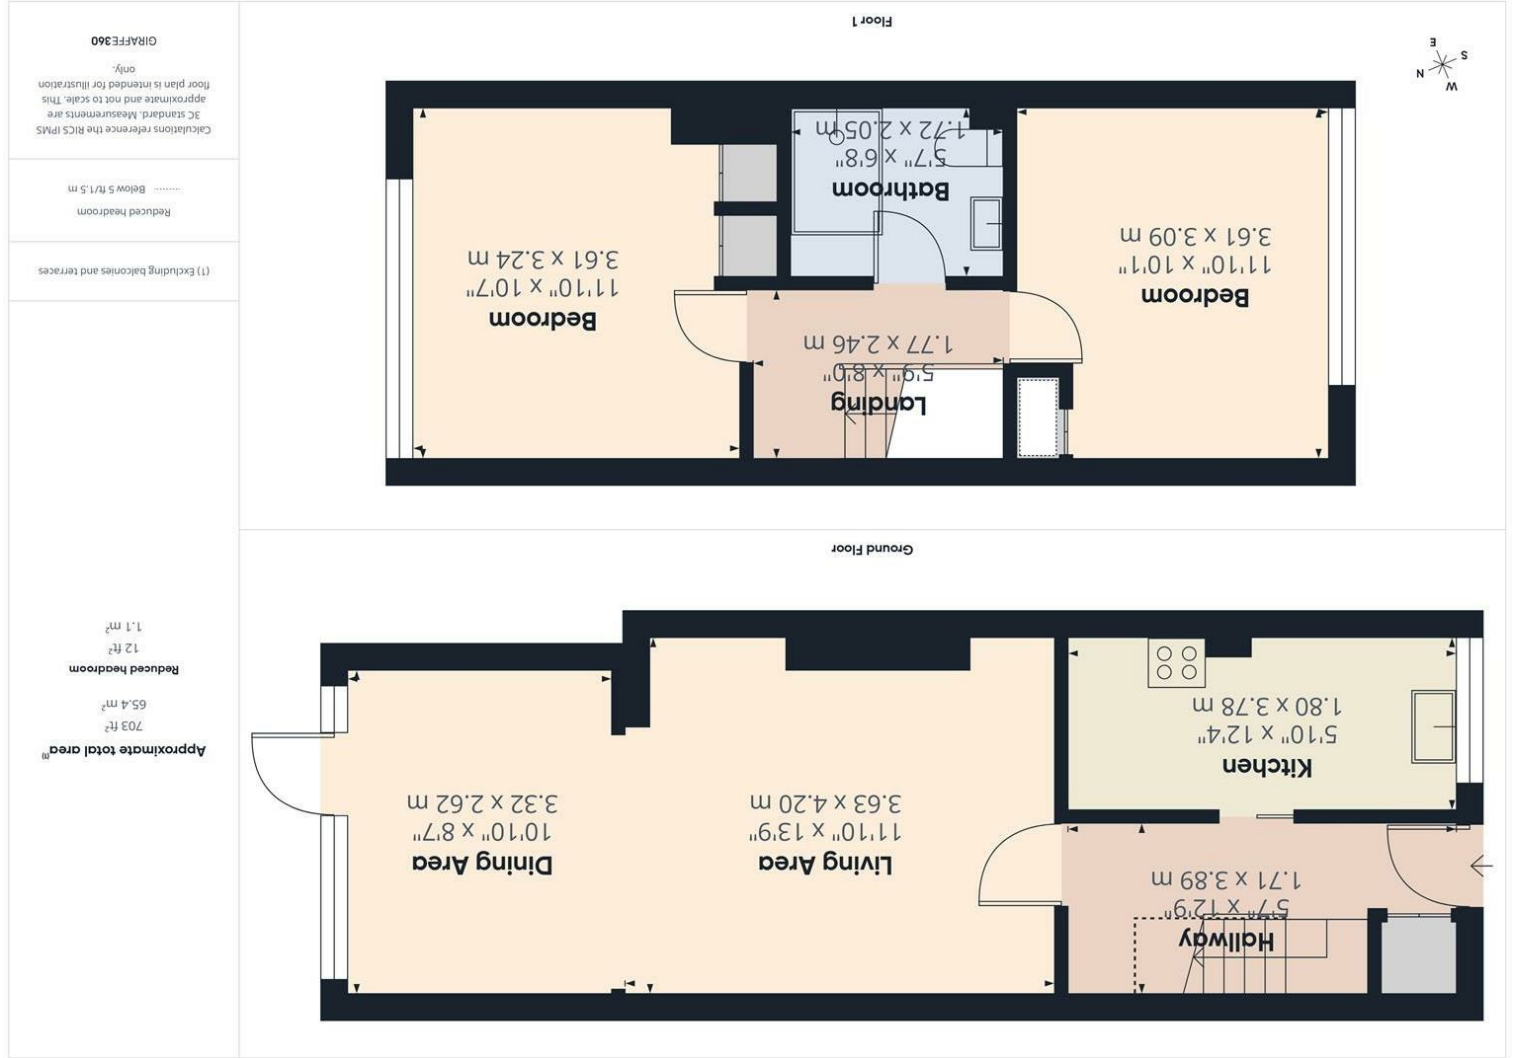 Hallway
5'7" x 12'9"
1.71 x 3.89 m
Living Area
11'10" x 13'9"
3.63 x 4.20 m
Dining Area
10'10" x 8'7"
3.32 x 2.62 m
Kitchen
5'10" x 12'4"
1.80 x 3.78 m
Ground Floor
Landing
5'9" x 8'0"
1.77 x 2.46 m
Bedroom
11'10" x 10'1"
3.61 x 3.09 m
Bedroom
11'10" x 10'7"
3.61 x 3.24 m
Bathroom
5'7" x 6'8"
1.72 x 2.05 m
W
S
N
E
Floor 1
Approximate total area(1)
703 ft²
65.4 m²
Reduced headroom
12 ft²
1.1 m²
(1) Excluding balconies and terraces
Reduced headroom
........ Below 5 ft/1.5 m
Calculations reference the RICS IPMS
3C standard. Measurements are
approximate and not to scale. This
floor plan is intended for illustration
only.
GIRAFFE360